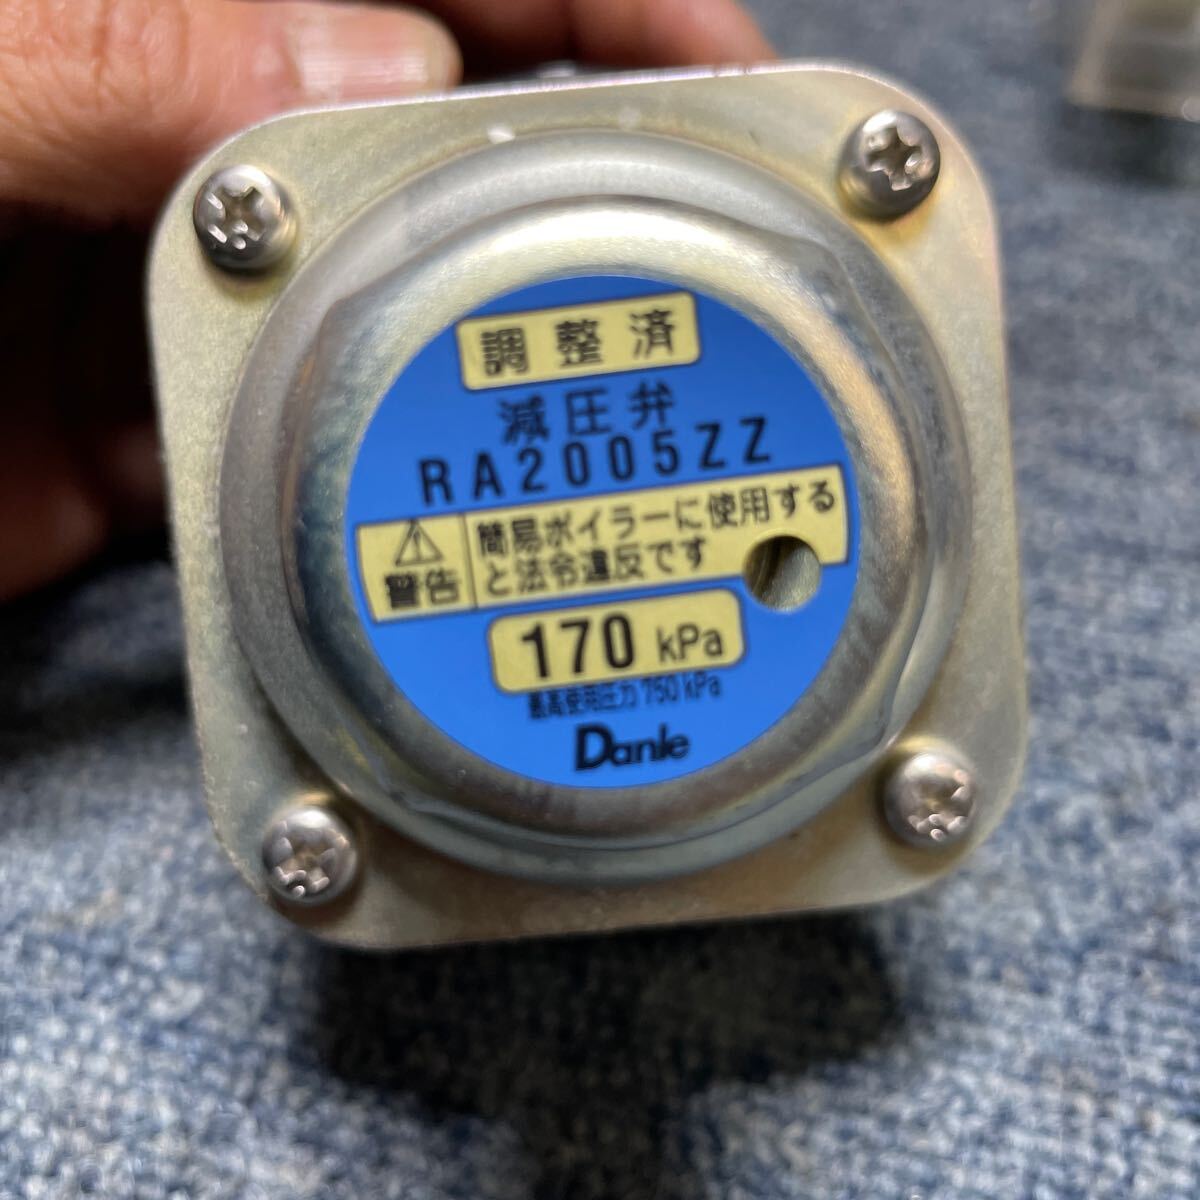 調整済
減圧弁
RA2005ZZ
警告
簡易ボイラーに使用する
と法令違反です
170 kPa
最高使用圧力 750 kPa
Danle